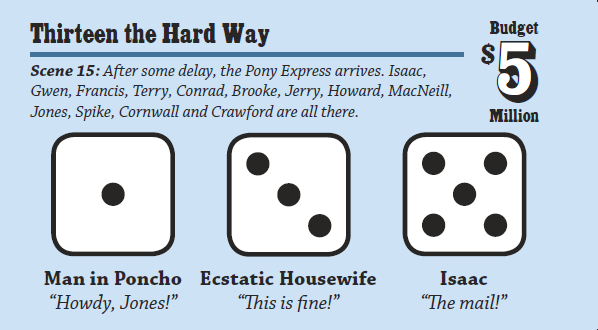 Thirteen the Hard Way
Scene 15: After some delay, the Pony Express arrives. Isaac,
Gwen, Francis, Terry, Conrad, Brooke, Jerry, Howard, MacNeill,
Jones, Spike, Cornwall and Crawford are all there.
Budget
$5
Million
Man in Poncho
“Howdy, Jones!”
Ecstatic Housewife
“This is fine!”
Isaac
“The mail!”